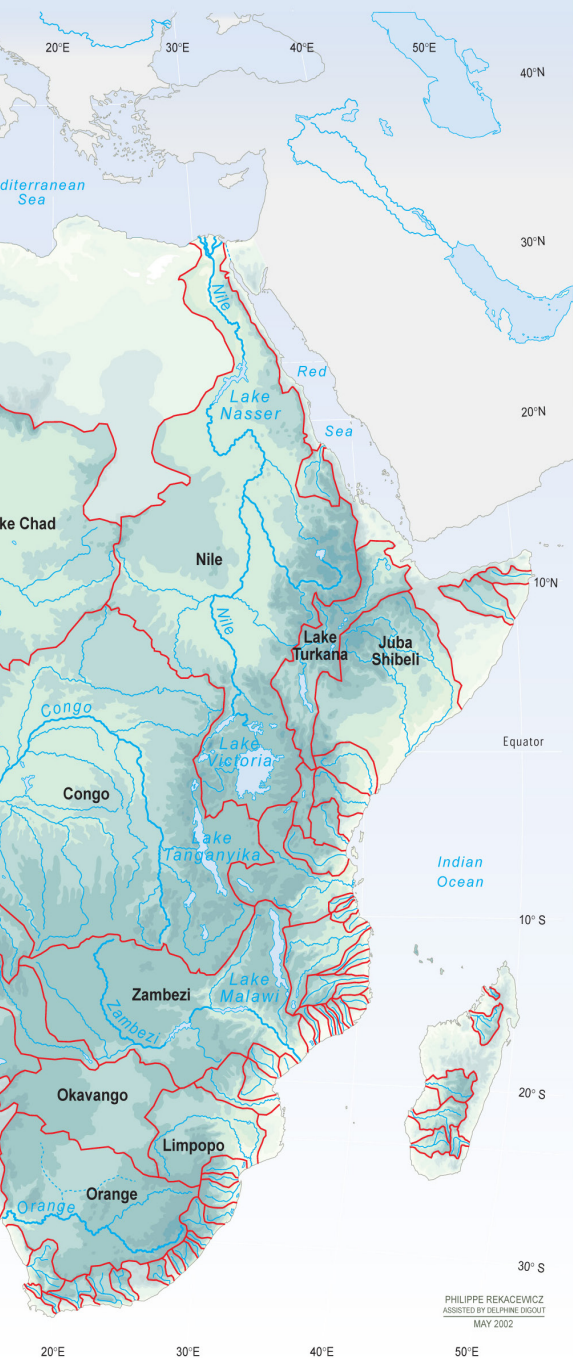 20°E
30°E
40°E
50°E
40°N
diterranean
Sea
30°N
Nile
Red
Lake
Nasser
20°N
Sea
ke Chad
Nile
10°N
Nile
Lake
Turkana
Juba
Shibeli
Congo
Equator
Lake
Victoria
Congo
Lake
Tanganyika
Indian
Ocean
10° S
Lake
Malawi
Zambezi
Zambezi
20° S
Okavango
Limpopo
Orange
Orange
30° S
PHILIPPE REKACEWICZ
ASSISTED BY DELPHINE DIGOUT
MAY 2002
20°E
30°E
40°E
50°E